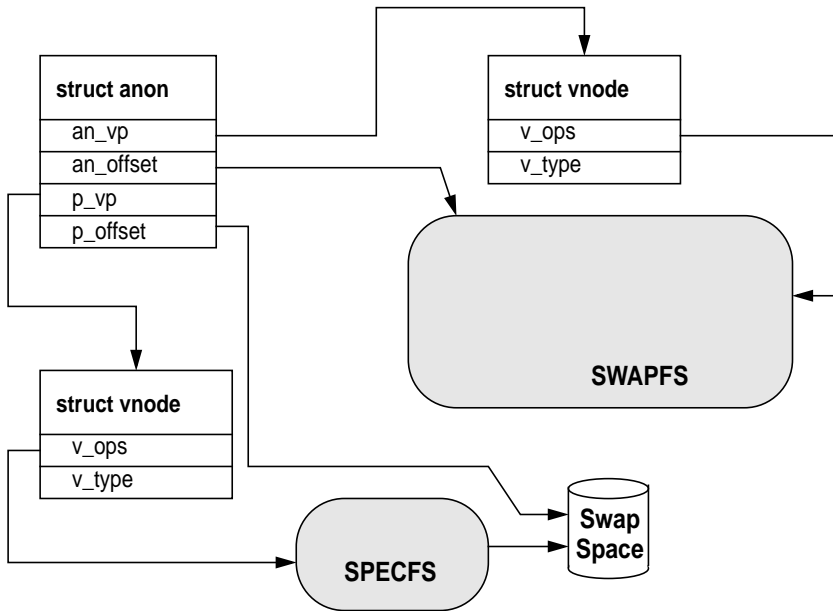 struct anon
an_vp
an_offset
p_vp
p_offset
struct vnode
v_ops
v_type
SWAPFS
struct vnode
v_ops
v_type
SPECFS
Swap
Space